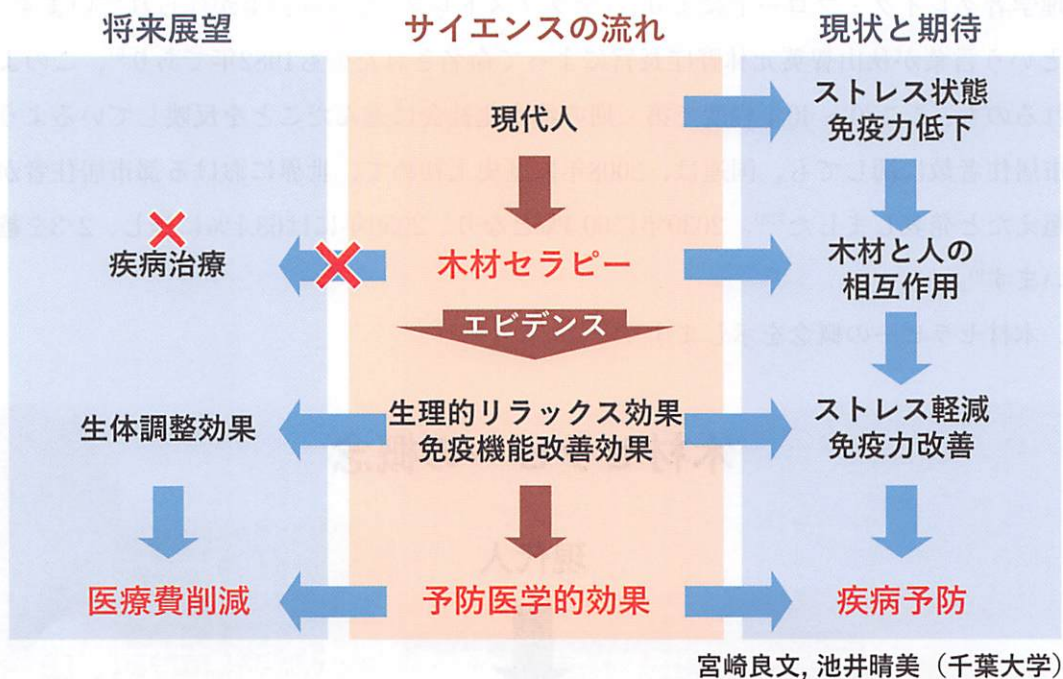 将来展望
サイエンスの流れ
現状と期待
現代人
ストレス状態
免疫力低下
疾病治療
木材セラピー
木材と人の
相互作用
エビデンス
生体調整効果
生理的リラックス効果
免疫機能改善効果
ストレス軽減
免疫力改善
医療費削減
予防医学的効果
疾病予防
宮崎良文, 池井晴美（千葉大学）